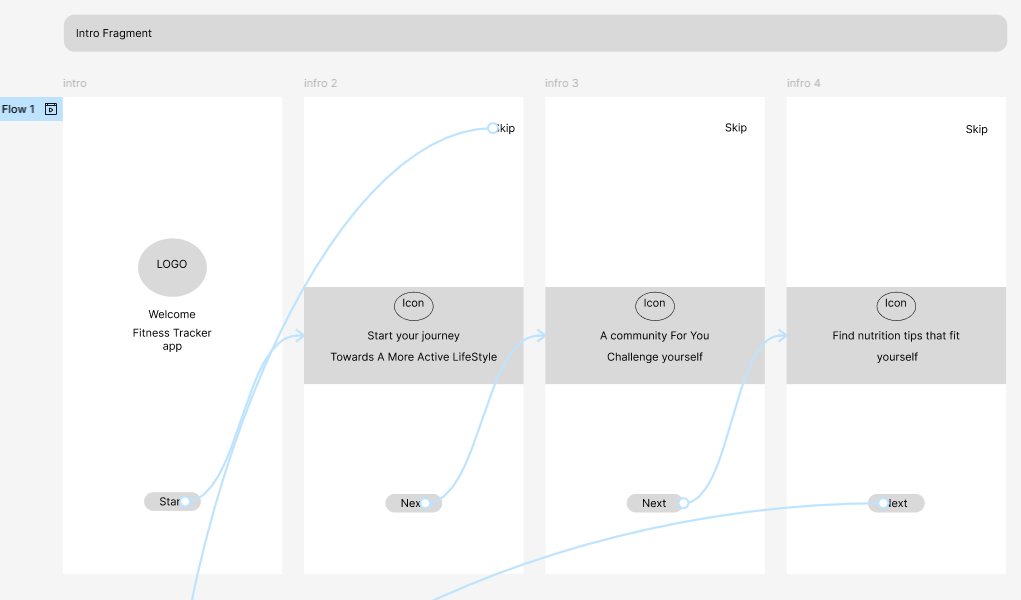 Intro Fragment
intro
infro 2
infro 3
infro 4
Flow 1
Skip
Skip
LOGO
Welcome
Fitness Tracker
app
Icon
Start your journey
Towards A More Active LifeStyle
Icon
A community For You
Challenge yourself
Icon
Find nutrition tips that fit
yourself
Next